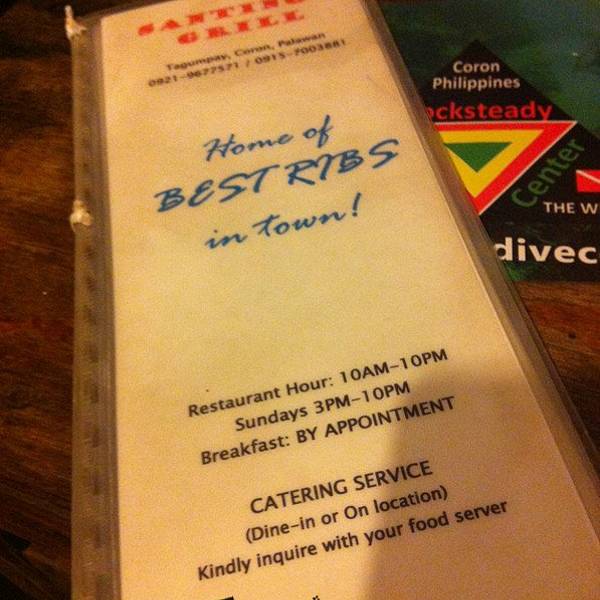 SANTINO
GRILL
Tagumpay, Coron, Palawan
0921-9677571 / 0915-7003881
Home of
BEST RIBS
in town!
Restaurant Hour: 10AM-10PM
Sundays 3PM-10PM
Breakfast: BY APPOINTMENT
CATERING SERVICE
(Dine-in or On location)
Kindly inquire with your food server
Coron
Philippines
ocksteady
Center
THE W
divec